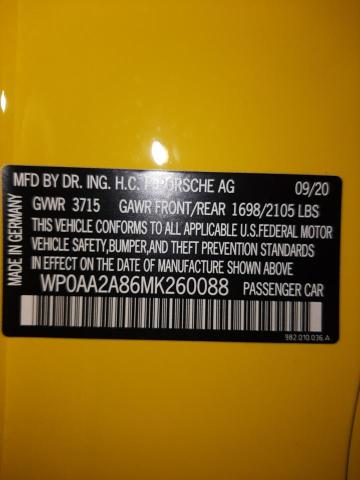 MFD BY DR. ING. H.C. F. PORSCHE AG 09/20
GVWR 3715 GAWR FRONT/REAR 1698/2105 LBS
THIS VEHICLE CONFORMS TO ALL APPLICABLE U.S.FEDERAL MOTOR
VEHICLE SAFETY,BUMPER,AND THEFT PREVENTION STANDARDS
IN EFFECT ON THE DATE OF MANUFACTURE SHOWN ABOVE.
WP0AA2A86MK260088 PASSENGER CAR
982.010.036.A
MADE IN GERMANY